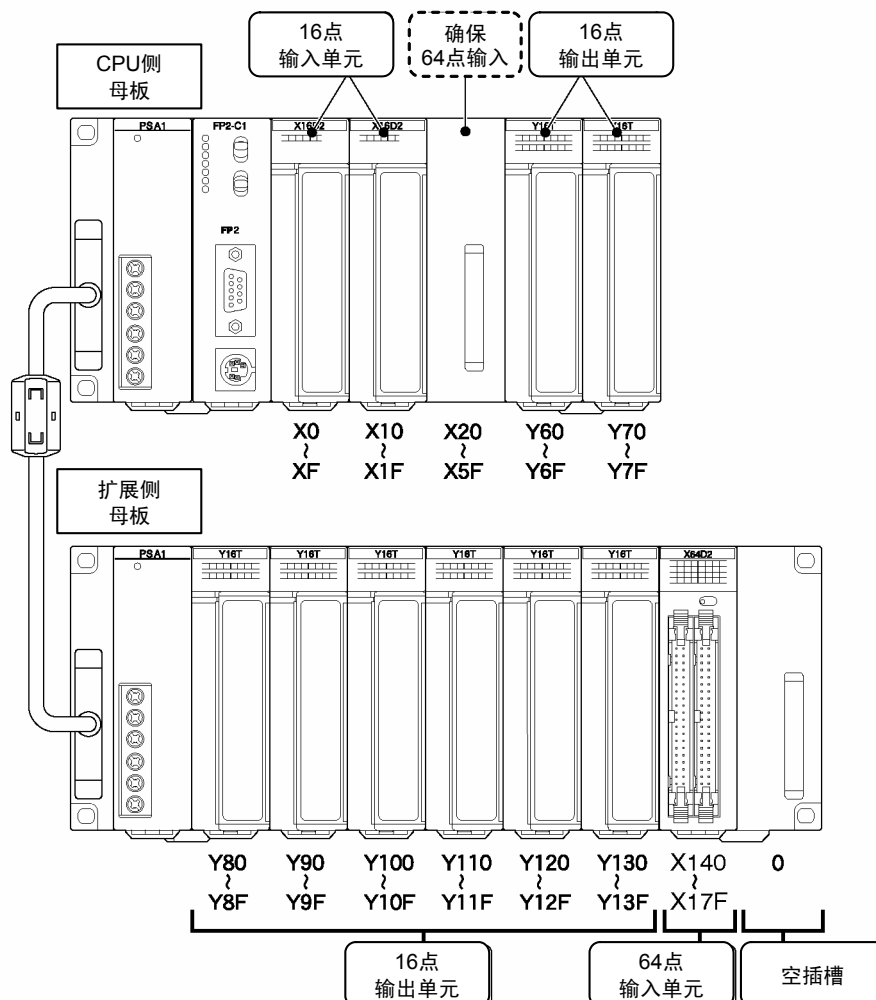 16点
输入单元
确保
64点输入
16点
输出单元
CPU侧
母板
PSA1
FP2-C1
X16D2
X16D2
Y16T
Y16T
FP2
X0
~
XF
X10
~
X1F
X20
~
X5F
Y60
~
Y6F
Y70
~
Y7F
扩展侧
母板
PSA1
Y16T
Y16T
Y16T
Y16T
Y16T
Y16T
X64D2
Y80
~
Y8F
Y90
~
Y9F
Y100
~
Y10F
Y110
~
Y11F
Y120
~
Y12F
Y130
~
Y13F
X140
~
X17F
0
16点
输出单元
64点
输入单元
空插槽